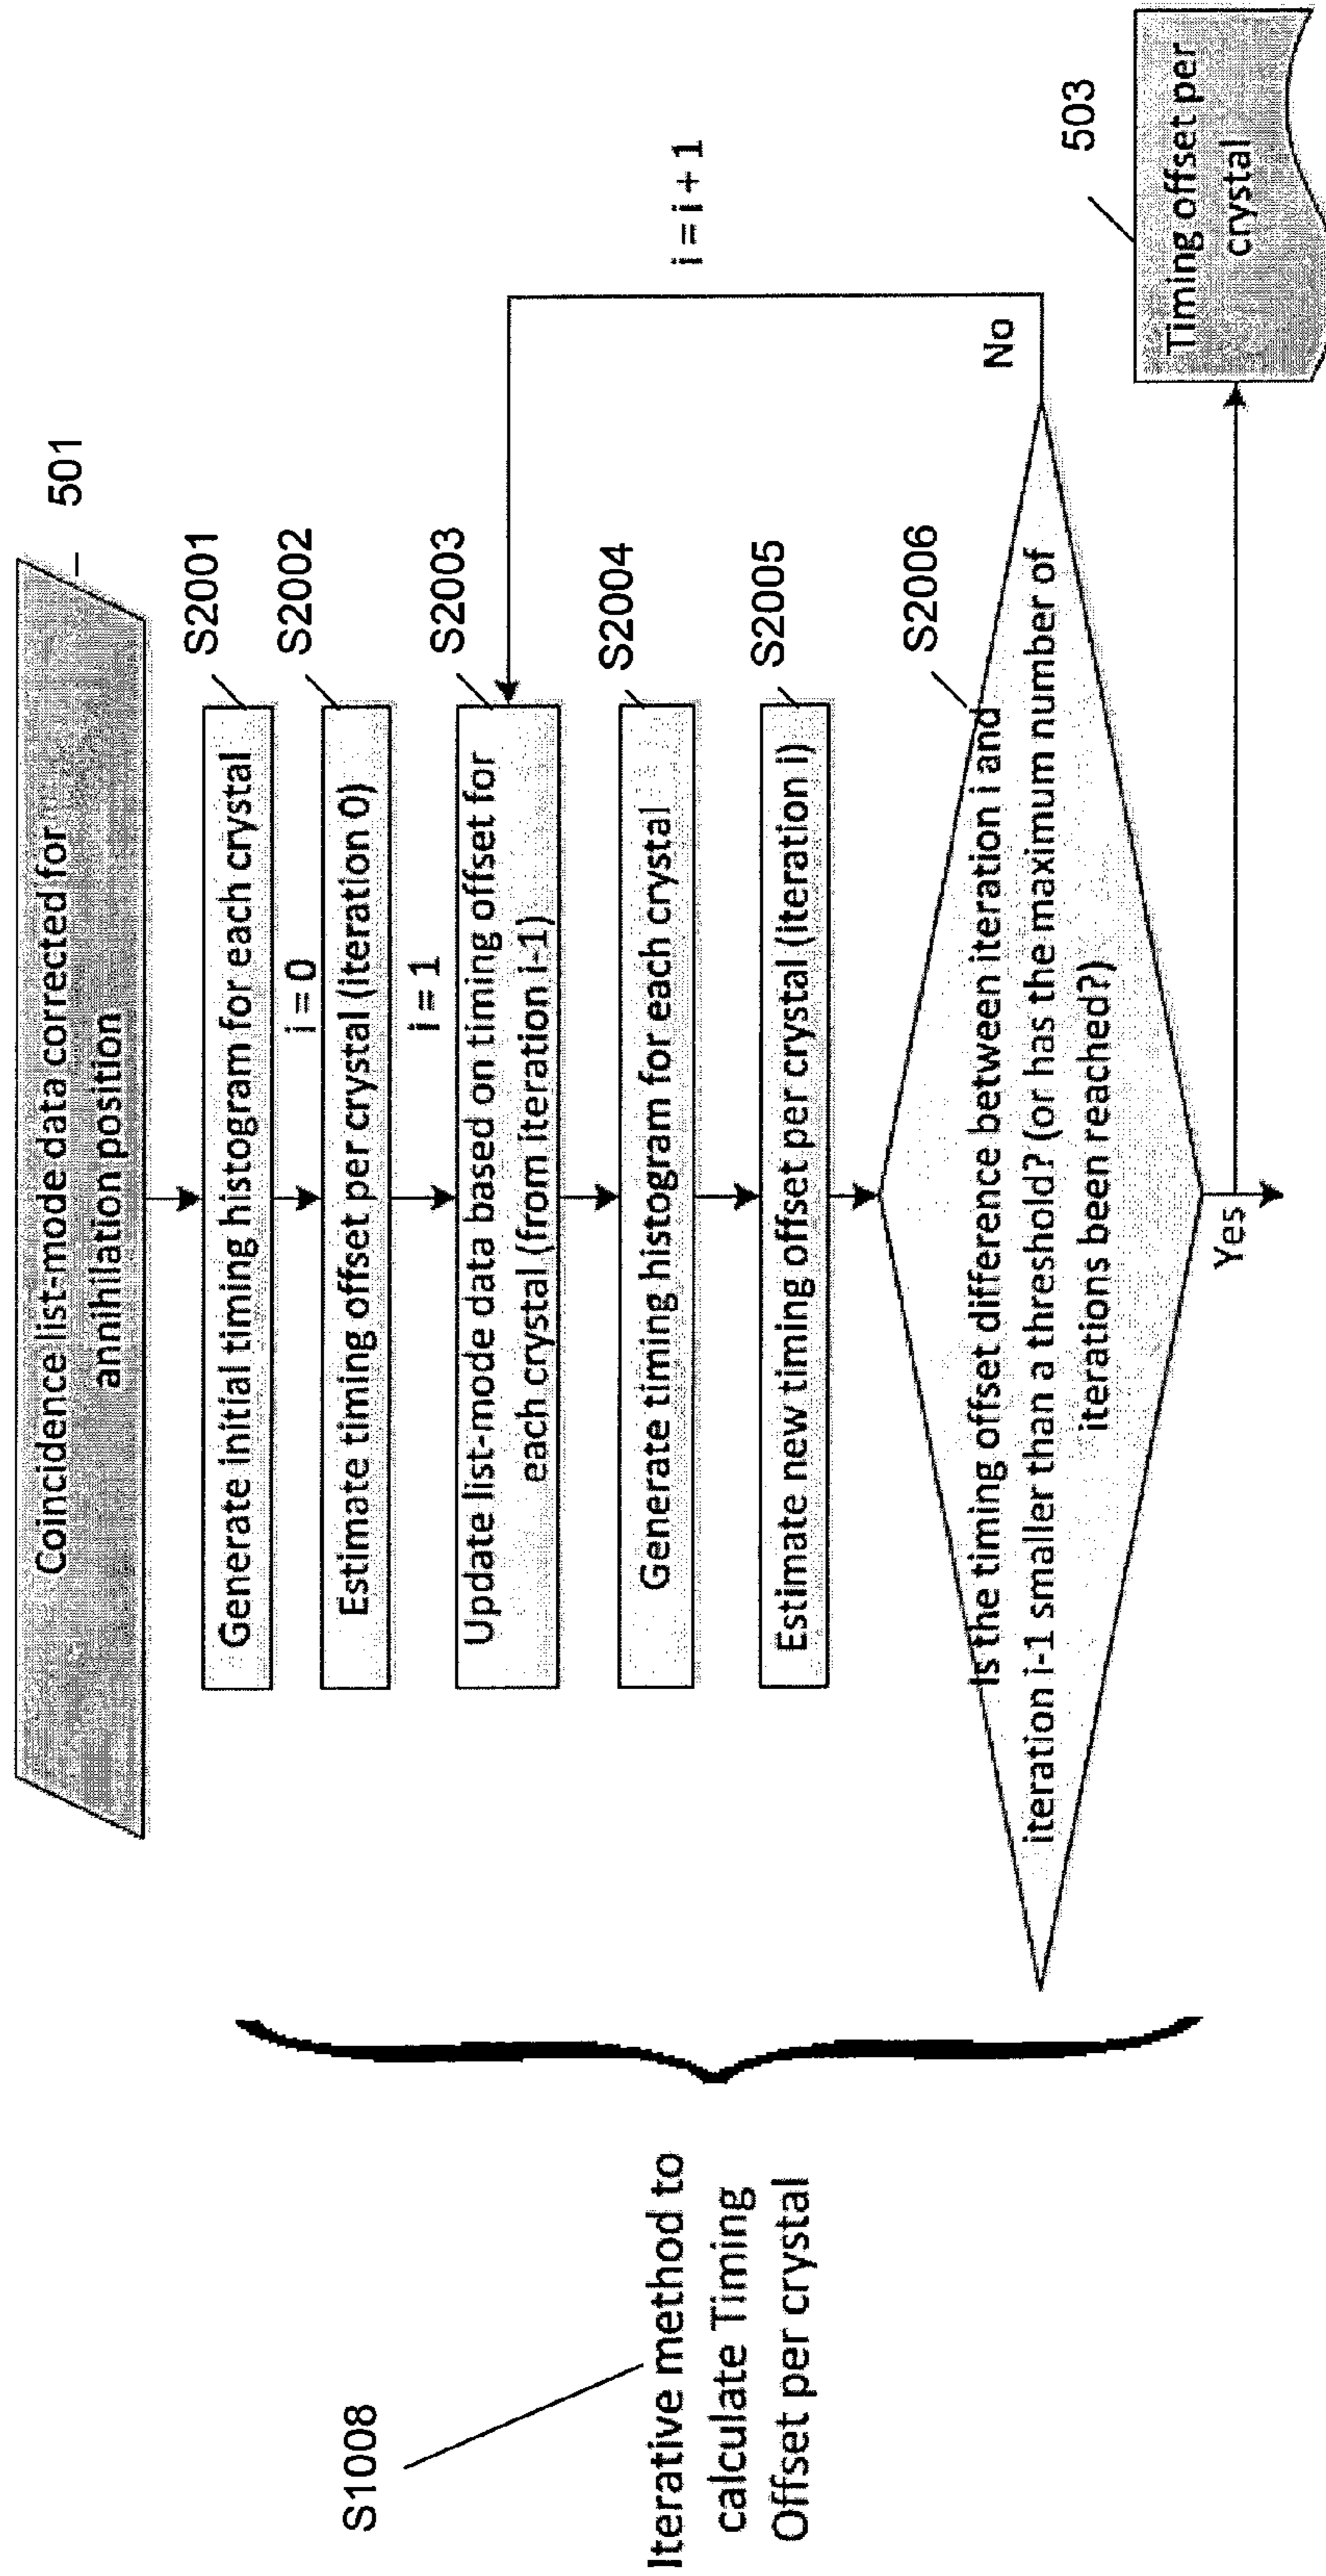 Coincidence list-mode data corrected for
annihilation position
501
Generate initial timing histogram for each crystal
S2001
i = 0
Estimate timing offset per crystal (iteration 0)
S2002
i = 1
Update list-mode data based on timing offset for
each crystal (from iteration i-1)
S2003
i = i + 1
Generate timing histogram for each crystal
S2004
Estimate new timing offset per crystal (iteration i)
S2005
S2006
Is the timing offset difference between iteration i and
iteration i-1 smaller than a threshold? (or has the maximum number of
iterations been reached?)
No
Yes
503
Timing offset per
crystal
S1008
Iterative method to
calculate Timing
Offset per crystal